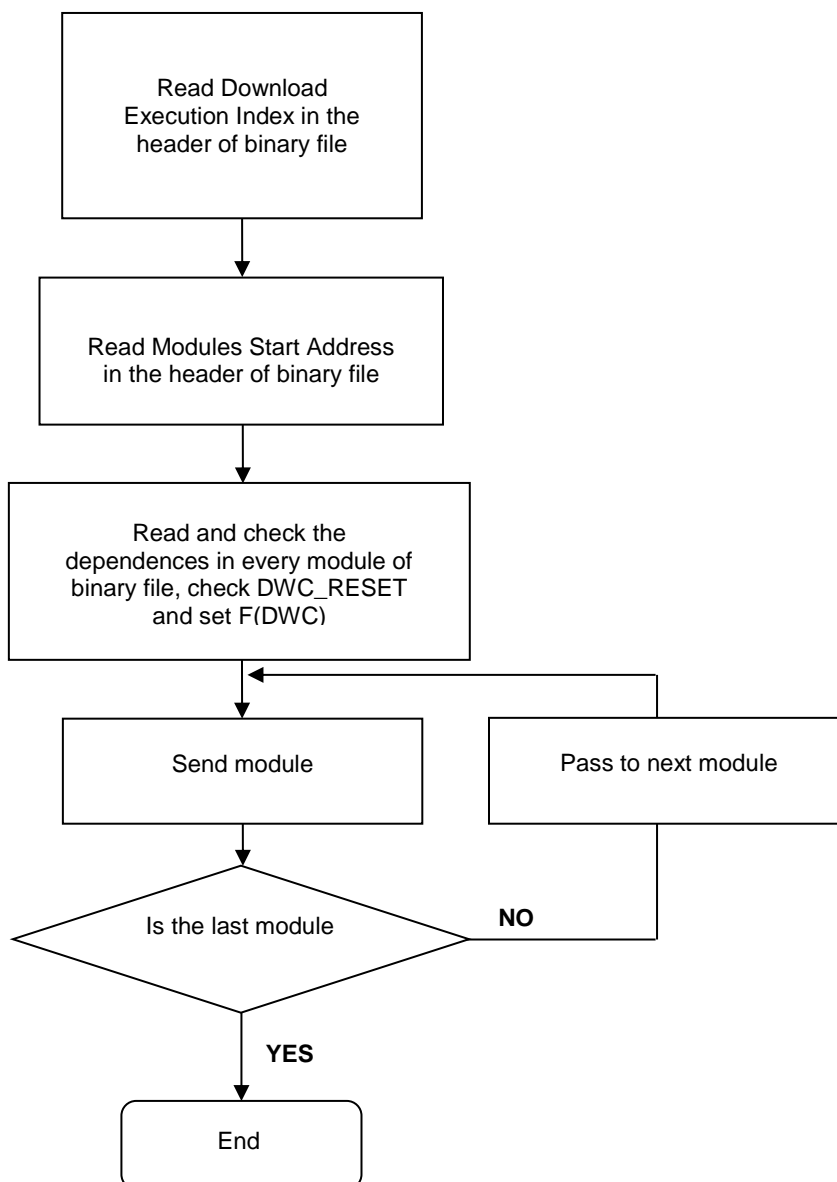 Read Download
Execution Index in the
header of binary file
Read Modules Start Address
in the header of binary file
Read and check the
dependences in every module of
binary file, check DWC_RESET
and set F(DWC)
Send module
Pass to next module
Is the last module
NO
YES
End